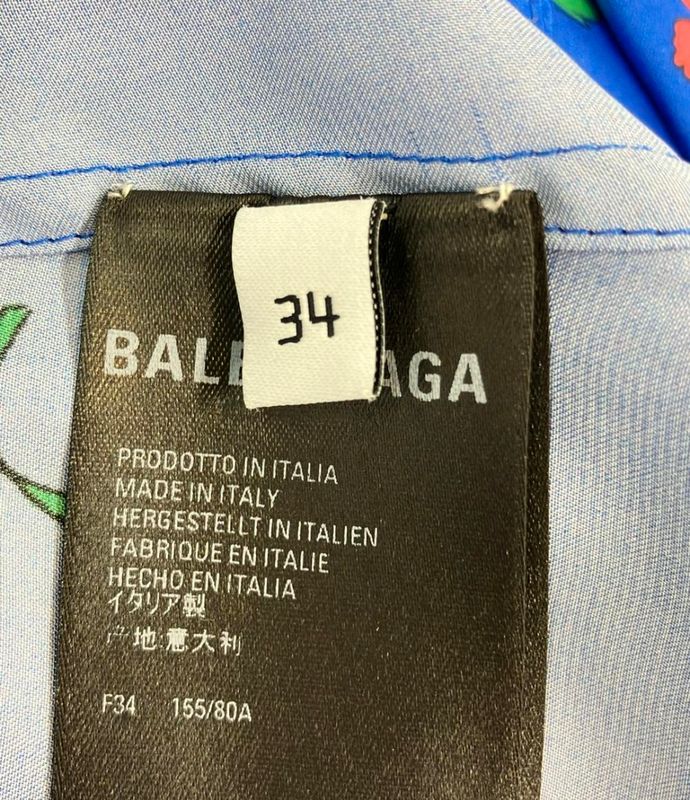 34
BALE AGA
PRODOTTO IN ITALIA
MADE IN ITALY
HERGESTELLT IN ITALIEN
FABRIQUE EN ITALIE
HECHO EN ITALIA
イタリア製
产地:意大利
F34 155/80A